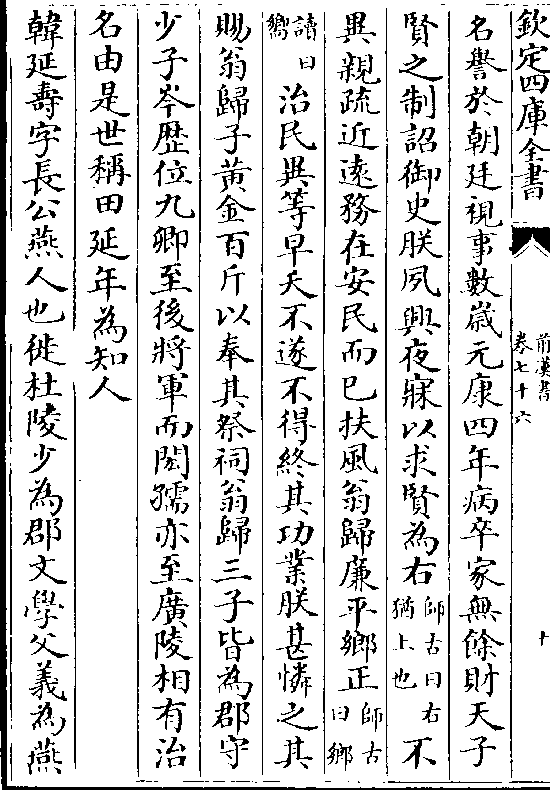 欽定四庫全書
前漢書
卷七十六
十
名譽於朝廷視事數歲元康四年病卒家無餘財天子
賢之制詔御史朕夙興夜寐以求賢為右師古曰右猶上也不
異親疏近遠務在安民而已扶風翁歸廉平鄉正師古曰鄉
讀曰嚮治民異等早夭不遂不得終其功業朕甚憐之其
賜翁歸子黃金百斤以奉其祭祠翁歸三子皆為郡守
少子岑歴位九卿至後將軍而閎孺亦至廣陵相有治
名由是世稱田延年為知人
韓延壽字長公燕人也徙杜陵少為郡文學父義為燕